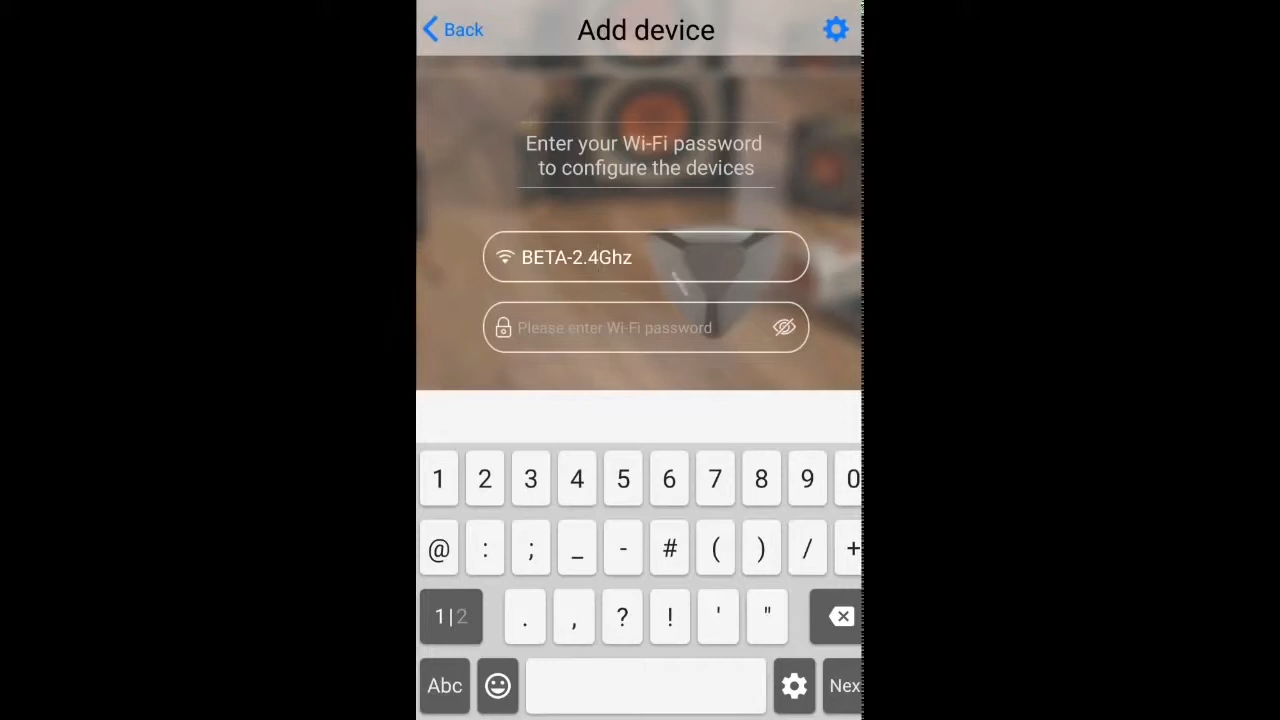 Back Add device
Enter your Wi-Fi password
to configure the devices
BETA-2.4Ghz
Please enter Wi-Fi password
1 2 3 4 5 6 7 8 9 0
@ : ; _ - # ( ) / +
1|2 . , ? ! ' "
Abc Nex